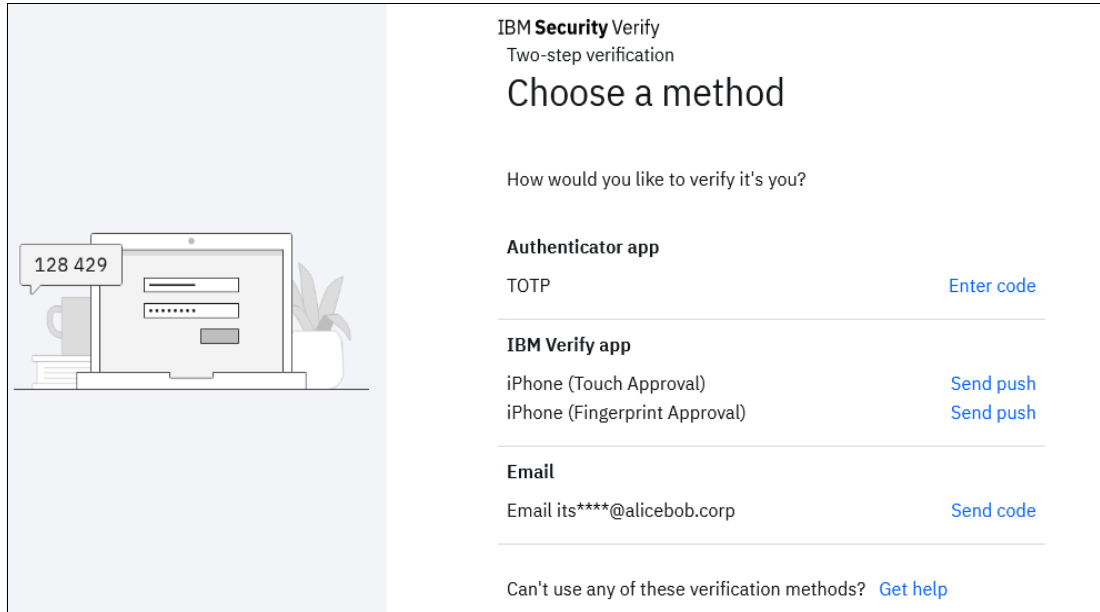 IBM Security Verify
Two-step verification
Choose a method
How would you like to verify it's you?
128 429
Authenticator app
TOTP Enter code
IBM Verify app
iPhone (Touch Approval) Send push
iPhone (Fingerprint Approval) Send push
Email
Email its****@alicebob.corp Send code
Can't use any of these verification methods? Get help